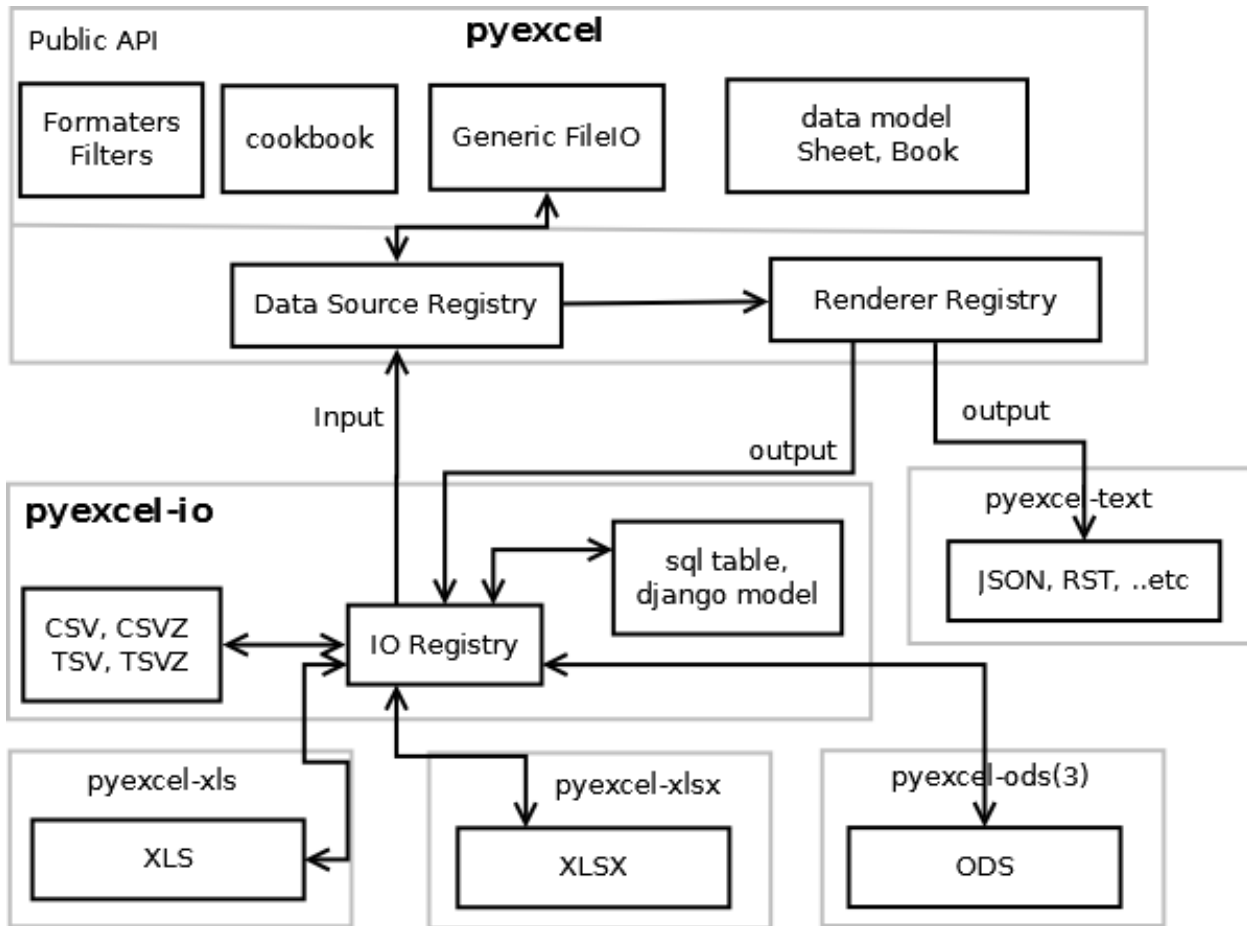 Public API
pyexcel
Formaters
Filters
cookbook
Generic FileIO
data model
Sheet, Book
Data Source Registry
Renderer Registry
Input
output
output
pyexcel-io
pyexcel-text
sql table,
django model
JSON, RST, ..etc
CSV, CSVZ
TSV, TSVZ
IO Registry
pyexcel-xls
pyexcel-xlsx
pyexcel-ods(3)
XLS
XLSX
ODS